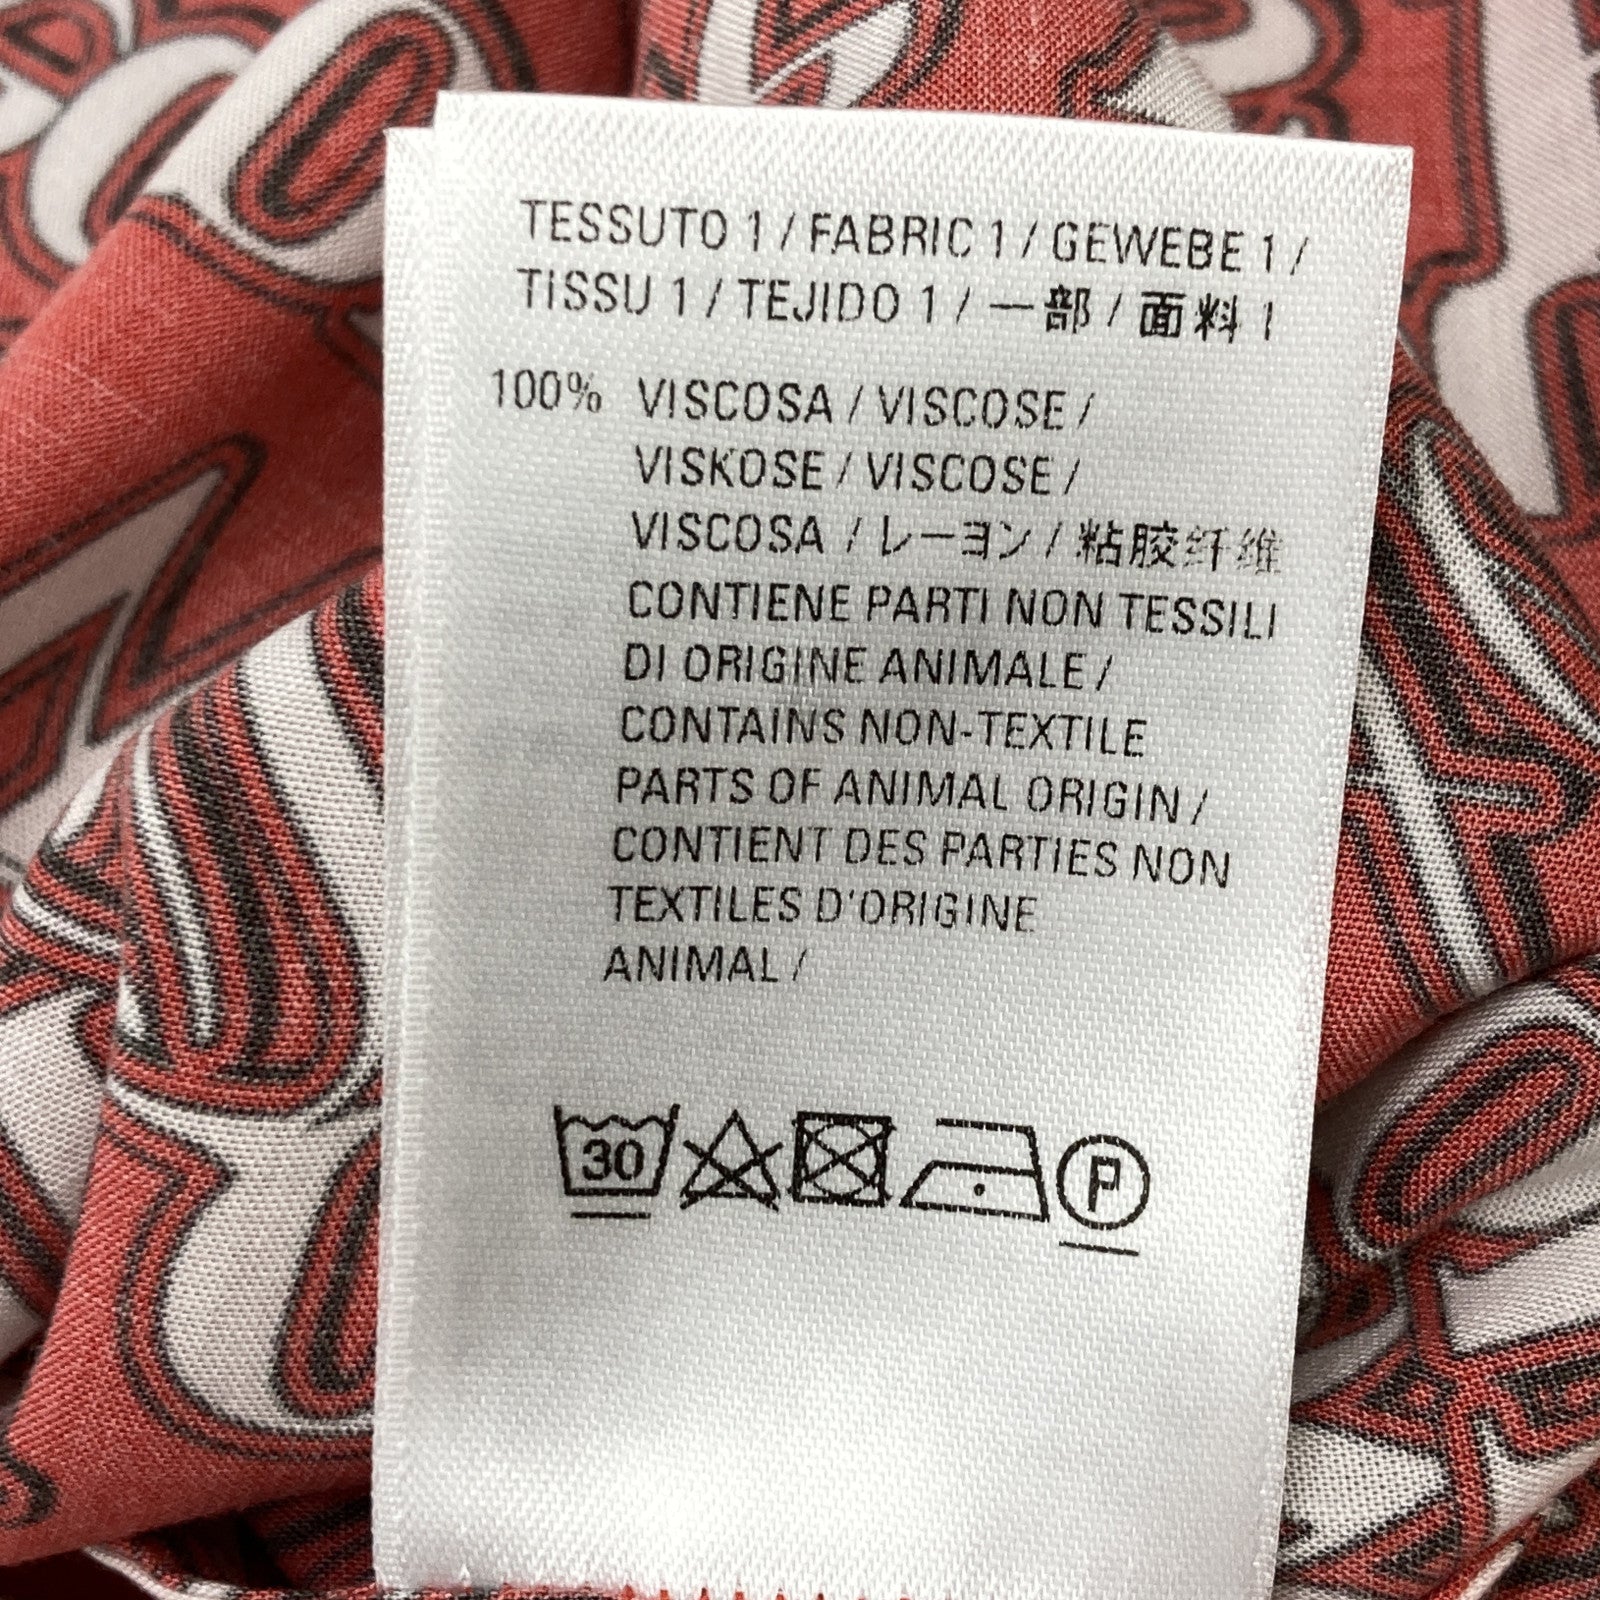 TESSUTO 1 / FABRIC 1 / GEWEBE 1 /
TISSU 1 / TEJIDO 1 / 一部 / 面料 1
100% VISCOSA / VISCOSE /
VISKOSE / VISCOSE /
VISCOSA / レーヨン / 粘胶纤维
CONTIENE PARTI NON TESSILI
DI ORIGINE ANIMALE /
CONTAINS NON-TEXTILE
PARTS OF ANIMAL ORIGIN /
CONTIENT DES PARTIES NON
TEXTILES D'ORIGINE
ANIMAL /
30
P